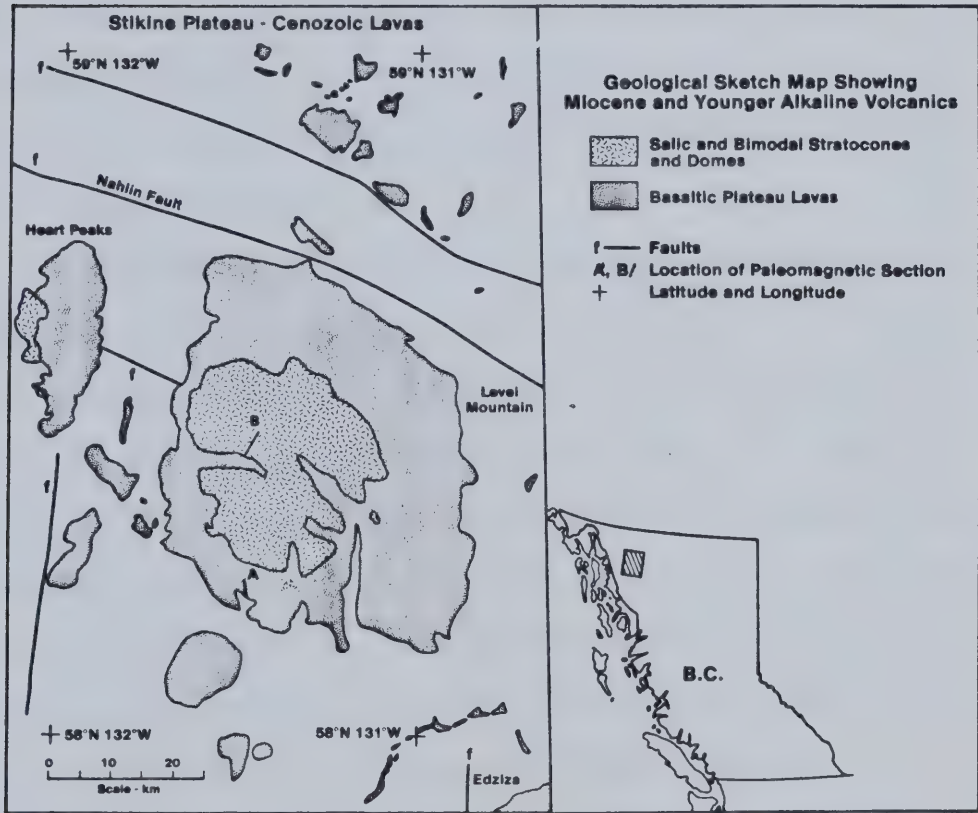 Stikine Plateau - Cenozoic Lavas
59°N 132°W
59°N 131°W
f
f
Nahlin Fault
Heart Peaks
f
Level
Mountain
B
f
A
58°N 132°W
58°N 131°W
f
Edziza
0 10 20
Scale - km
Geological Sketch Map Showing
Miocene and Younger Alkaline Volcanics
Salic and Bimodal Stratocones
and Domes
Basaltic Plateau Lavas
f — Faults
A, B/ Location of Paleomagnetic Section
+ Latitude and Longitude
B.C.